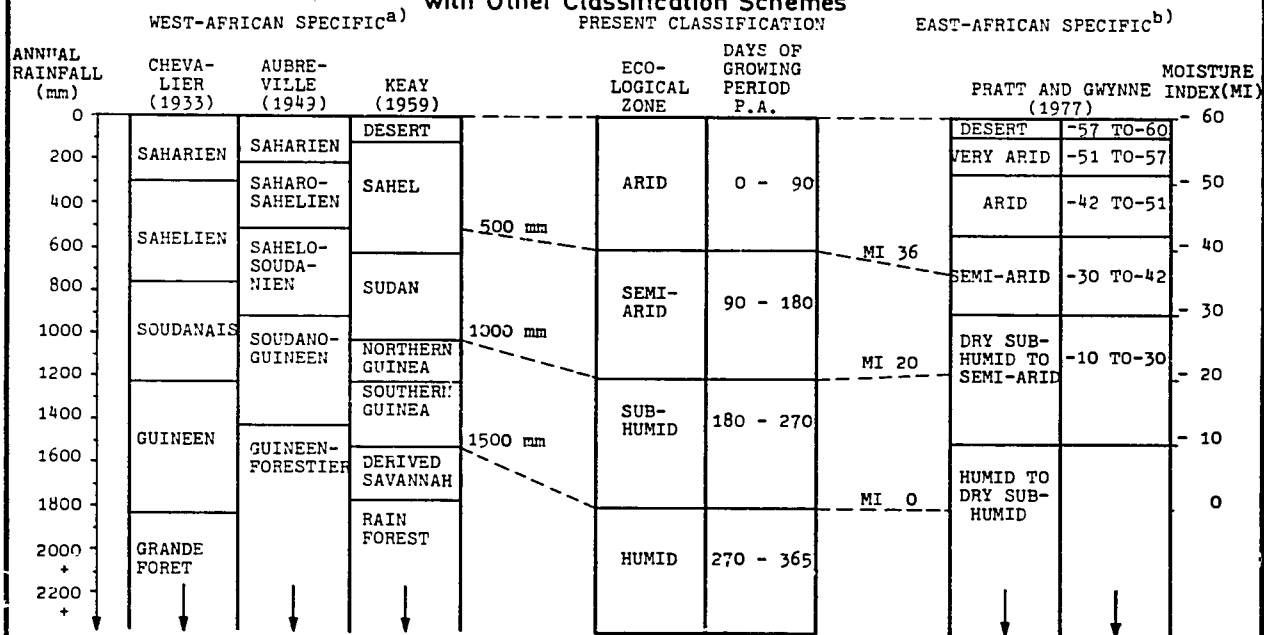 with Other Classification Schemes
WEST-AFRICAN SPECIFIC a)
PRESENT CLASSIFICATION
EAST-AFRICAN SPECIFIC b)
ANNUAL
RAINFALL
(mm)
CHEVA-
LIER
(1933)
AUBRE-
VILLE
(1949)
KEAY
(1959)
ECO-
LOGICAL
ZONE
DAYS OF
GROWING
PERIOD
P.A.
PRATT AND GWYNNE
(1977)
MOISTURE
INDEX(MI)
0
200
400
600
800
1000
1200
1400
1600
1800
2000
+
2200
+
SAHARIEN
SAHELIEN
SOUDANAIS
GUINEEN
GRANDE
FORET
SAHARIEN
SAHARO-
SAHELIEN
SAHELO-
SOUDA-
NIEN
SOUDANO-
GUINEEN
GUINEEN-
FORESTIER
DESERT
SAHEL
SUDAN
NORTHERN
GUINEA
SOUTHERN
GUINEA
DERIVED
SAVANNAH
RAIN
FOREST
500 mm
1000 mm
1500 mm
ARID
0 - 90
SEMI-
ARID
90 - 180
SUB-
HUMID
180 - 270
HUMID
270 - 365
MI 36
MI 20
MI 0
DESERT
-57 TO-60
VERY ARID
-51 TO-57
ARID
-42 TO-51
SEMI-ARID
-30 TO-42
DRY SUB-
HUMID TO
SEMI-ARID
-10 TO-30
HUMID TO
DRY SUB-
HUMID
- 60
- 50
- 40
- 30
- 20
- 10
0